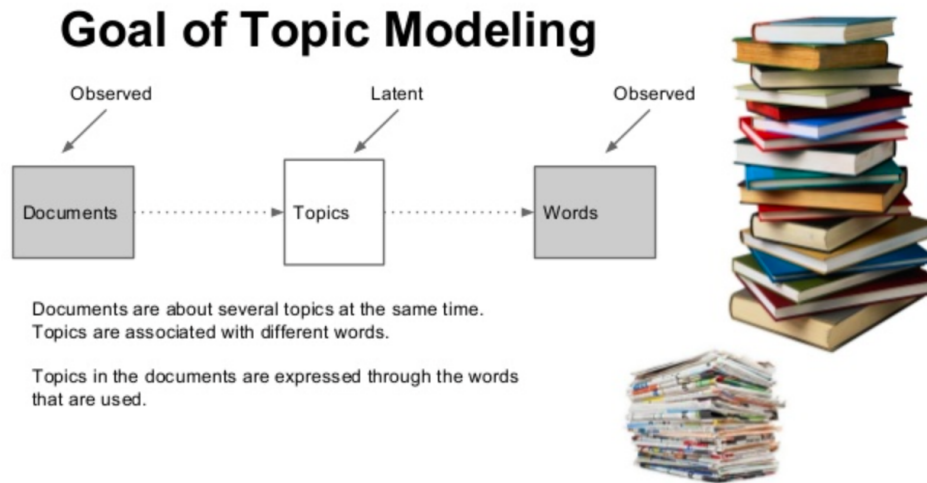 Goal of Topic Modeling
Observed
Latent
Observed
Documents
Topics
Words
Documents are about several topics at the same time.
Topics are associated with different words.
Topics in the documents are expressed through the words
that are used.